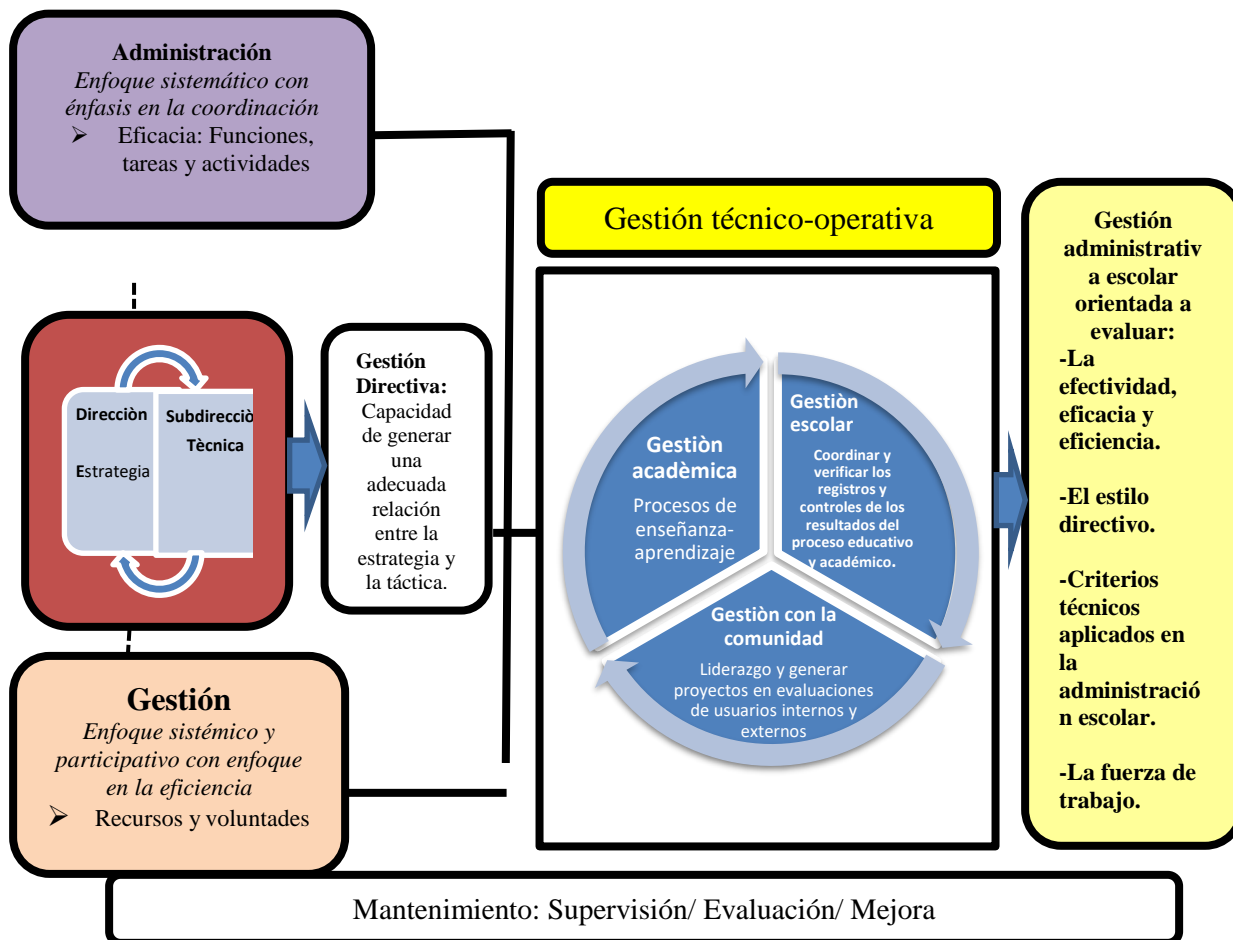 Administración
Enfoque sistemático con
énfasis en la coordinación
➢ Eficacia: Funciones,
tareas y actividades
Direcciòn
Estrategia
Subdirecciò
Tècnica
Gestión
Directiva:
Capacidad
de generar
una
adecuada
relación
entre la
estrategia y
la táctica.
Gestión
Enfoque sistémico y
participativo con enfoque
en la eficiencia
➢ Recursos y voluntades
Gestión técnico-operativa
Gestiòn
acadèmica
Procesos de
enseñanza-
aprendizaje
Gestiòn
escolar
Coordinar y
verificar los
registros y
controles de los
resultados del
proceso educativo
y académico.
Gestiòn con la
comunidad
Liderazgo y generar
proyectos en evaluaciones
de usuarios internos y
externos
Gestión
administrativ
a escolar
orientada a
evaluar:
-La
efectividad,
eficacia y
eficiencia.
-El estilo
directivo.
-Criterios
técnicos
aplicados en
la
administració
n escolar.
-La fuerza de
trabajo.
Mantenimiento: Supervisión/ Evaluación/ Mejora